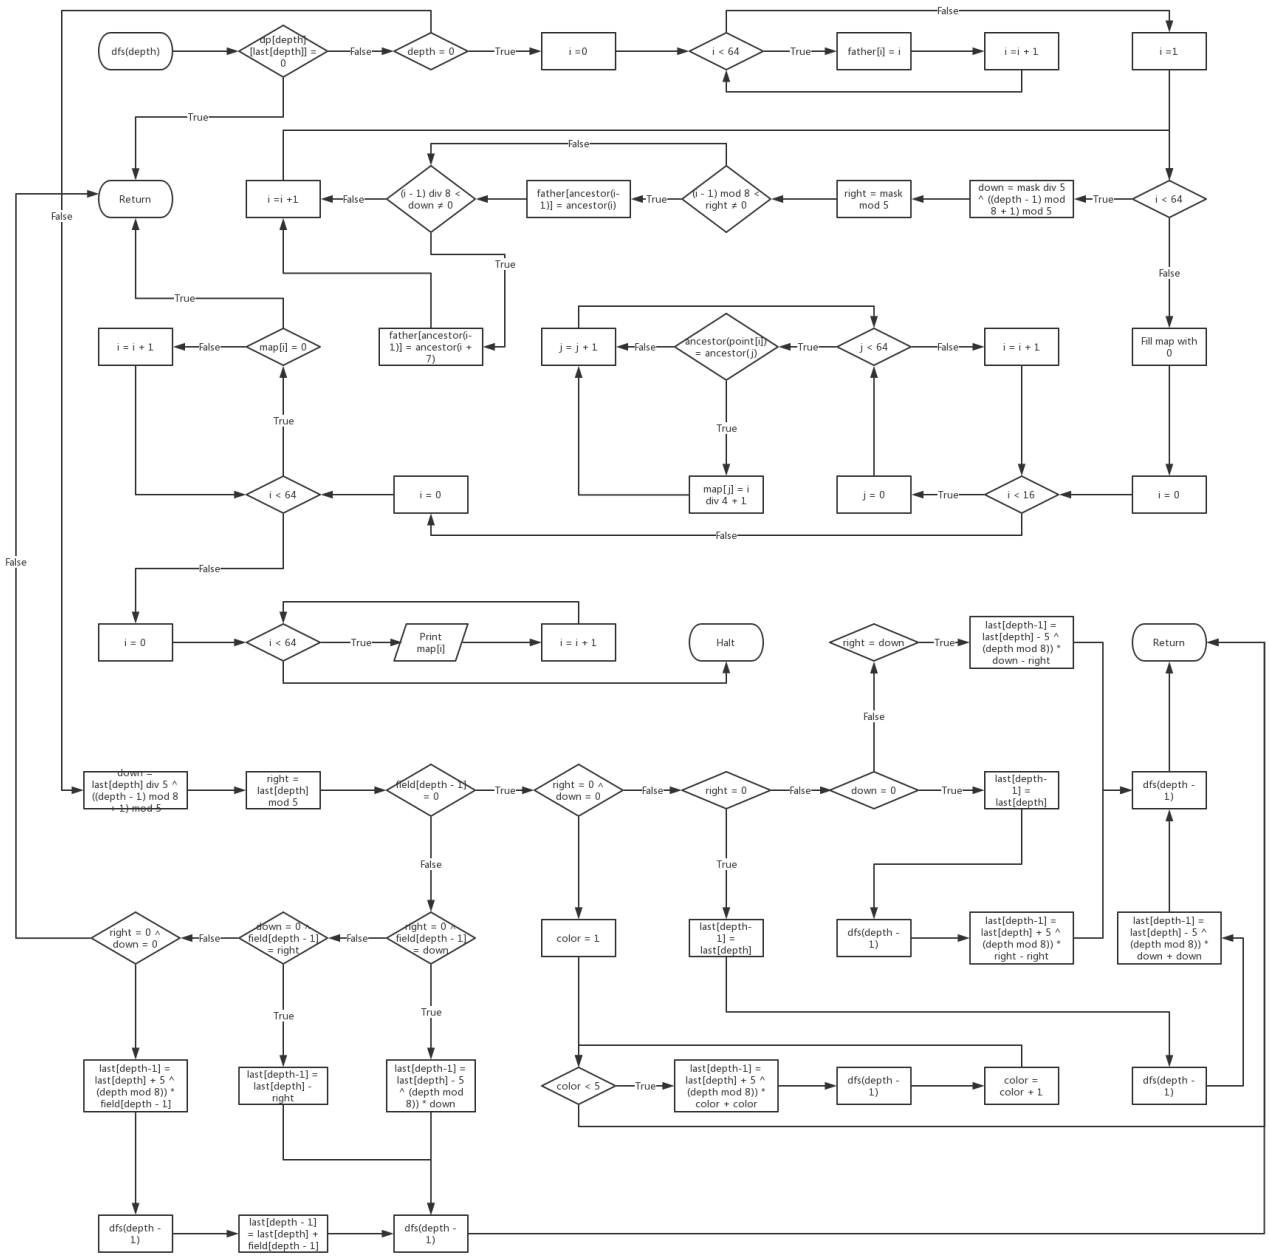 dfs(depth)
dp[depth]
[last[depth]] =
0
False
depth = 0
True
i =0
i < 64
True
father[i] = i
i =i + 1
False
i =1
True
Return
False
i =i +1
False
(i - 1) div 8 <
down ≠ 0
False
father[ancestor(i-
1)] = ancestor(i)
True
(i - 1) mod 8 <
right ≠ 0
right = mask
mod 5
down = mask div 5
^ ((depth - 1) mod
8 + 1) mod 5
True
i < 64
True
False
True
i = i + 1
False
map[i] = 0
father[ancestor(i-
1)] = ancestor(i +
7)
j = j + 1
False
ancestor(point[i])
= ancestor(j)
True
j < 64
False
i = i + 1
Fill map with
0
True
True
i < 64
i = 0
map[j] = i
div 4 + 1
j = 0
True
i < 16
i = 0
False
False
False
i = 0
i < 64
True
Print
map[i]
i = i + 1
Halt
right = down
True
last[depth-1] =
last[depth] - 5 ^
(depth mod 8)) *
down - right
Return
False
down =
last[depth] div 5 ^
((depth - 1) mod 8
+ 1) mod 5
right =
last[depth]
mod 5
field[depth - 1]
= 0
True
right = 0 ^
down = 0
False
right = 0
False
down = 0
True
last[depth-
1] =
last[depth]
dfs(depth -
1)
False
True
right = 0 ^
down = 0
False
down = 0 ^
field[depth - 1]
= right
False
right = 0 ^
field[depth - 1]
= down
color = 1
last[depth-
1] =
last[depth]
dfs(depth -
1)
last[depth-1] =
last[depth] + 5 ^
(depth mod 8)) *
right - right
last[depth-1] =
last[depth] - 5 ^
(depth mod 8)) *
down + down
True
True
last[depth-1] =
last[depth] + 5 ^
(depth mod 8)) *
field[depth - 1]
last[depth-1] =
last[depth] -
right
last[depth-1] =
last[depth] - 5
^ (depth mod
8)) * down
color < 5
True
last[depth-1] =
last[depth] + 5 ^
(depth mod 8)) *
color + color
dfs(depth -
1)
color =
color + 1
dfs(depth -
1)
dfs(depth -
1)
last[depth - 1]
= last[depth] +
field[depth - 1]
dfs(depth -
1)